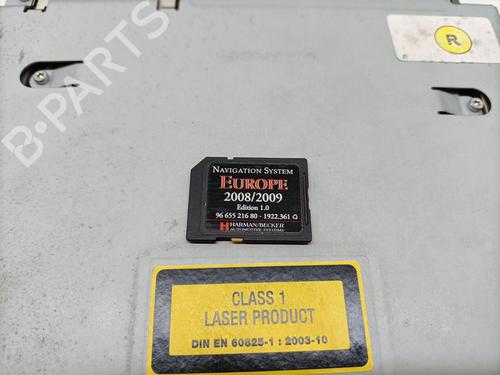 R
B-PARTS
NAVIGATION SYSTEM
EUROPE
2008/2009
Edition 1.0
96 655 216 80 - 1922.361
HARMAN/BECKER
AUTOMOTIVE SYSTEMS
CLASS 1
LASER PRODUCT
DIN EN 60825-1 : 2003-10